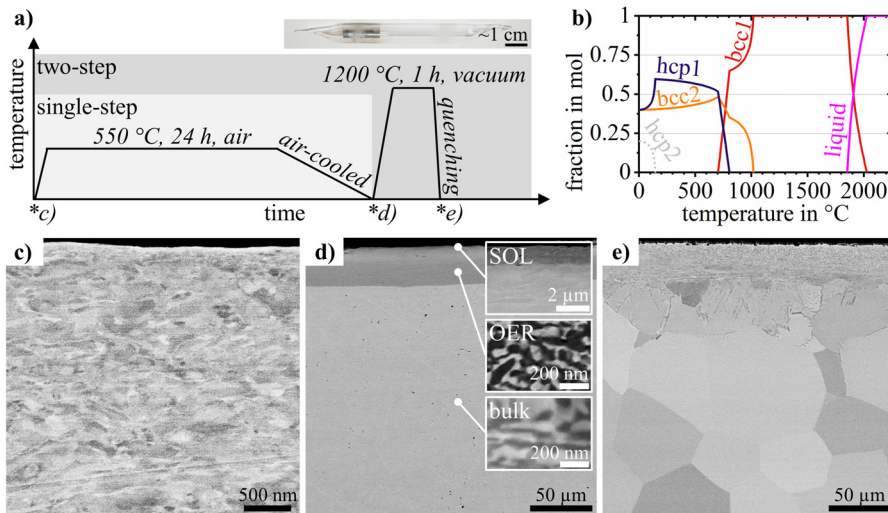 a)
~1 cm
temperature
two-step
1200 °C, 1 h, vacuum
single-step
550 °C, 24 h, air
air-cooled
quenching
*c)
time
*d)
*e)
b)
fraction in mol
1
0.75
0.5
0.25
0
hcp1
bcc1
bcc2
hcp2
liquid
0
500
1000
1500
2000
temperature in °C
c)
500 nm
d)
SOL
2 µm
OER
200 nm
bulk
200 nm
50 µm
e)
50 µm